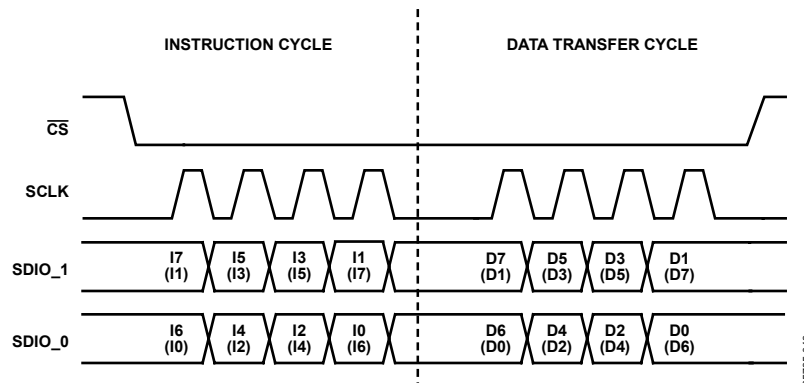 INSTRUCTION CYCLE DATA TRANSFER CYCLE
CS
SCLK
SDIO_1 I7 I5 I3 I1 D7 D5 D3 D1
(I1) (I3) (I5) (I7) (D1) (D3) (D5) (D7)
SDIO_0 I6 I4 I2 I0 D6 D4 D2 D0
(I0) (I2) (I4) (I6) (D0) (D2) (D4) (D6)